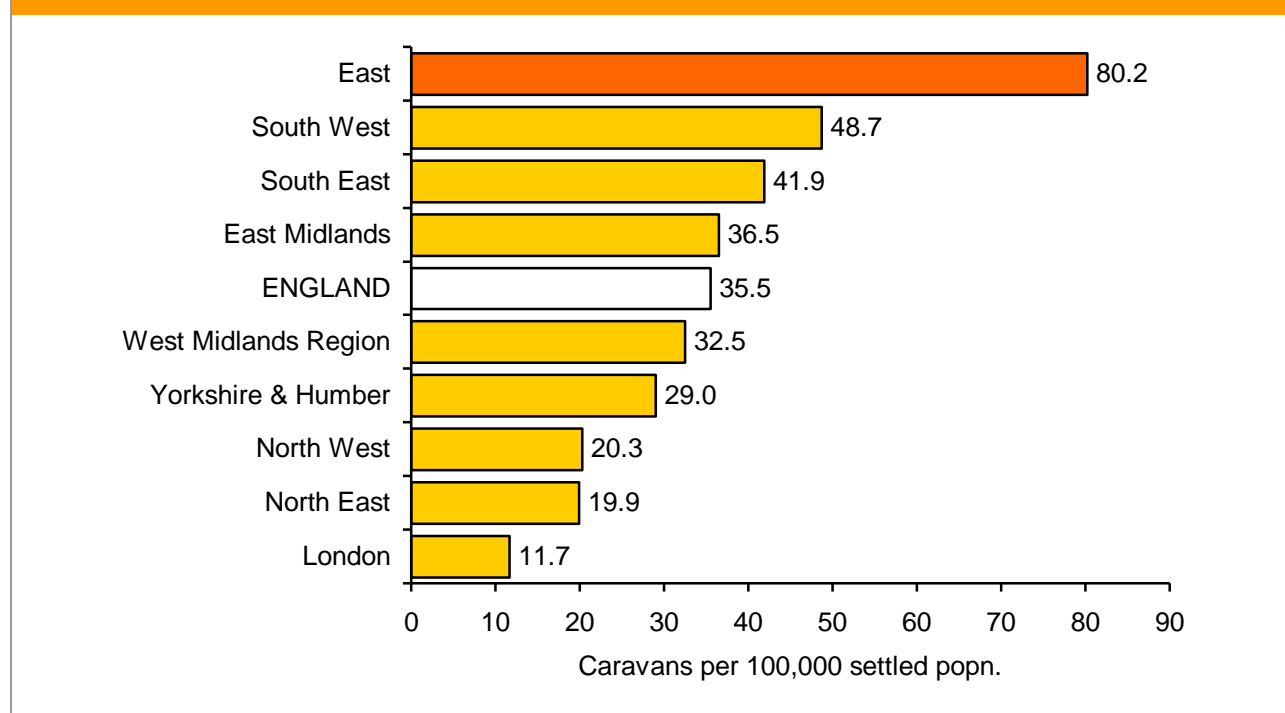 East 80.2
South West 48.7
South East 41.9
East Midlands 36.5
ENGLAND 35.5
West Midlands Region 32.5
Yorkshire & Humber 29.0
North West 20.3
North East 19.9
London 11.7
0 10 20 30 40 50 60 70 80 90
Caravans per 100,000 settled popn.